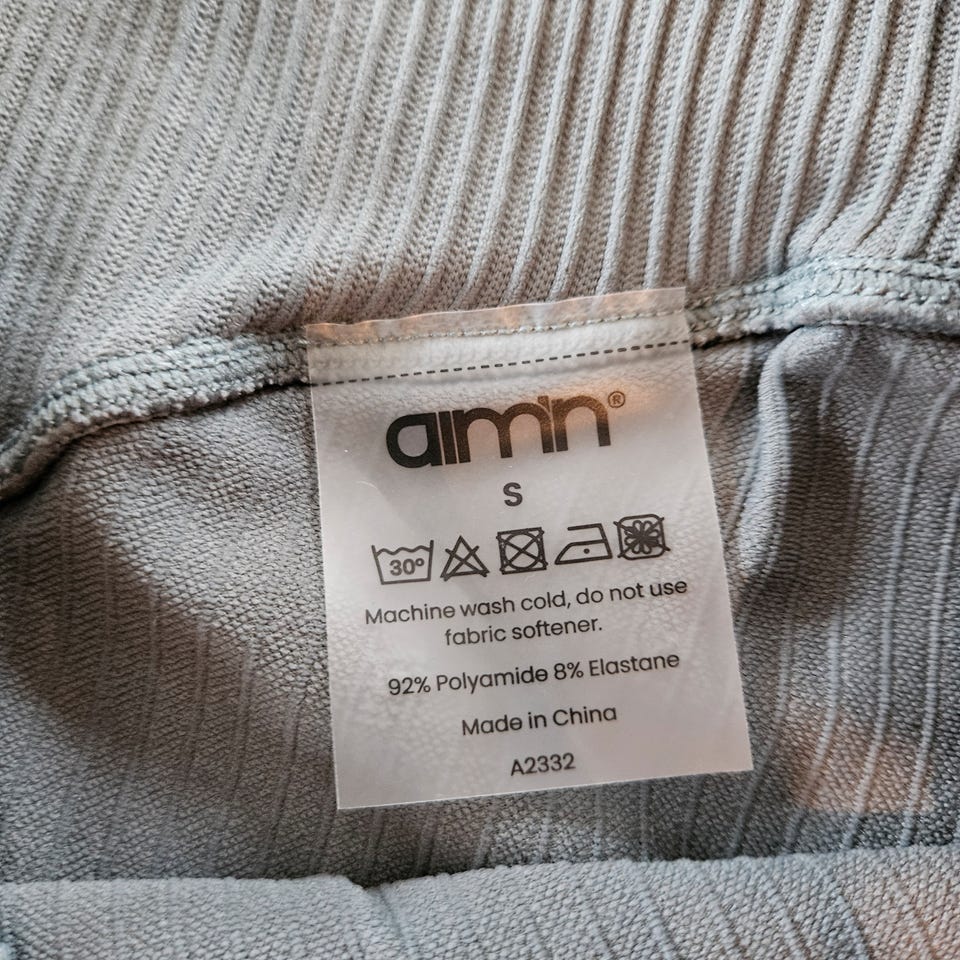 aim'n®
S
30°
Machine wash cold, do not use
fabric softener.
92% Polyamide 8% Elastane
Made in China
A2332